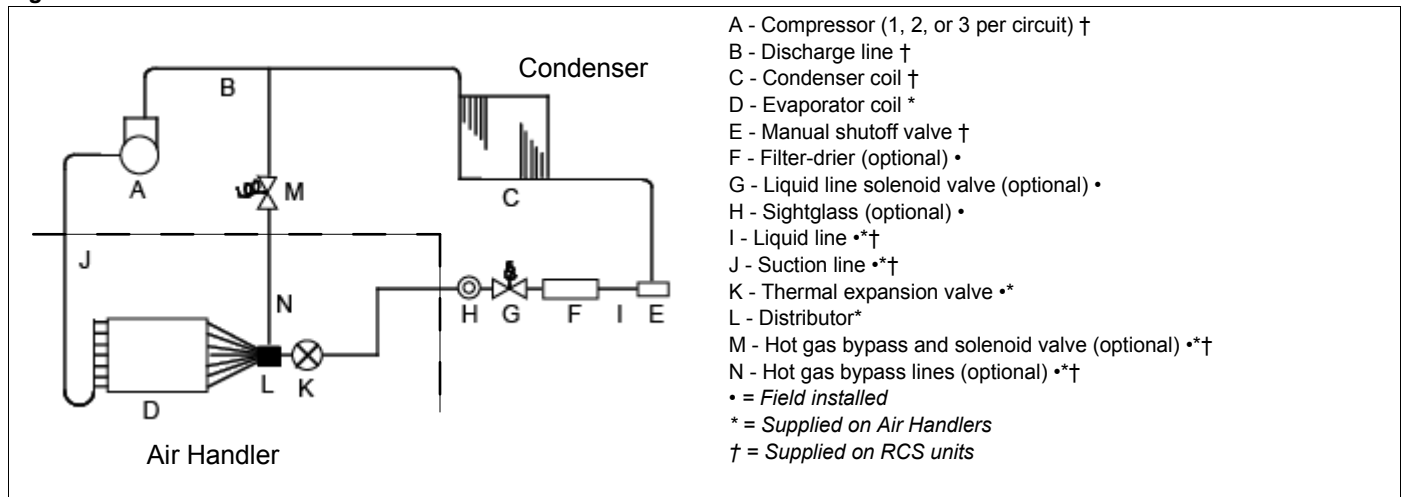 Condenser
B
A
M
C
J
N
H
G
F
I
E
L
K
D
Air Handler
A - Compressor (1, 2, or 3 per circuit) †
B - Discharge line †
C - Condenser coil †
D - Evaporator coil *
E - Manual shutoff valve †
F - Filter-drier (optional) •
G - Liquid line solenoid valve (optional) •
H - Sightglass (optional) •
I - Liquid line •*†
J - Suction line •*†
K - Thermal expansion valve •*
L - Distributor*
M - Hot gas bypass and solenoid valve (optional) •*†
N - Hot gas bypass lines (optional) •*†
• = Field installed
* = Supplied on Air Handlers
† = Supplied on RCS units